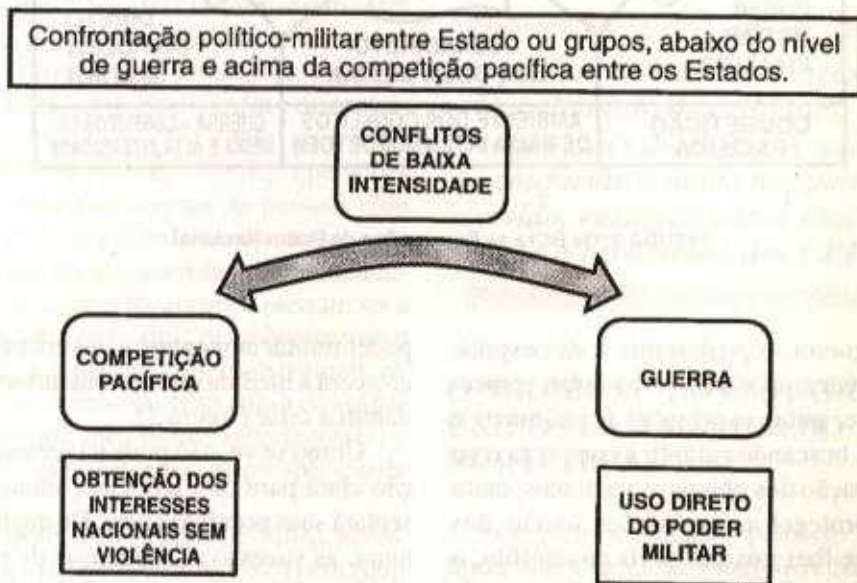 Confrontação político-militar entre Estado ou grupos, abaixo do nível
de guerra e acima da competição pacífica entre os Estados.
CONFLITOS
DE BAIXA
INTENSIDADE
COMPETIÇÃO
PACÍFICA
GUERRA
OBTENÇÃO DOS
INTERESSES
NACIONAIS SEM
VIOLÊNCIA
USO DIRETO
DO PODER
MILITAR